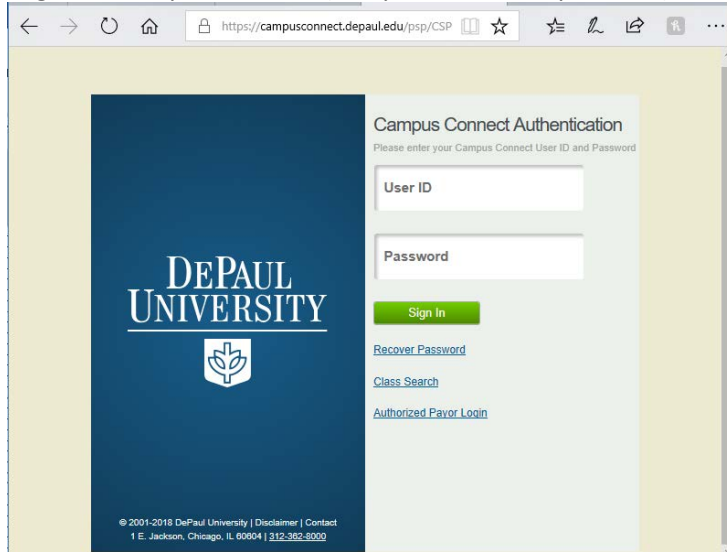 https://campusconnect.depaul.edu/psp/CSP
Campus Connect Authentication
Please enter your Campus Connect User ID and Password
User ID
Password
Sign In
Recover Password
Class Search
Authorized Payor Login
DEPAUL
UNIVERSITY
© 2001-2018 DePaul University | Disclaimer | Contact
1 E. Jackson, Chicago, IL 60604 | 312-362-8000